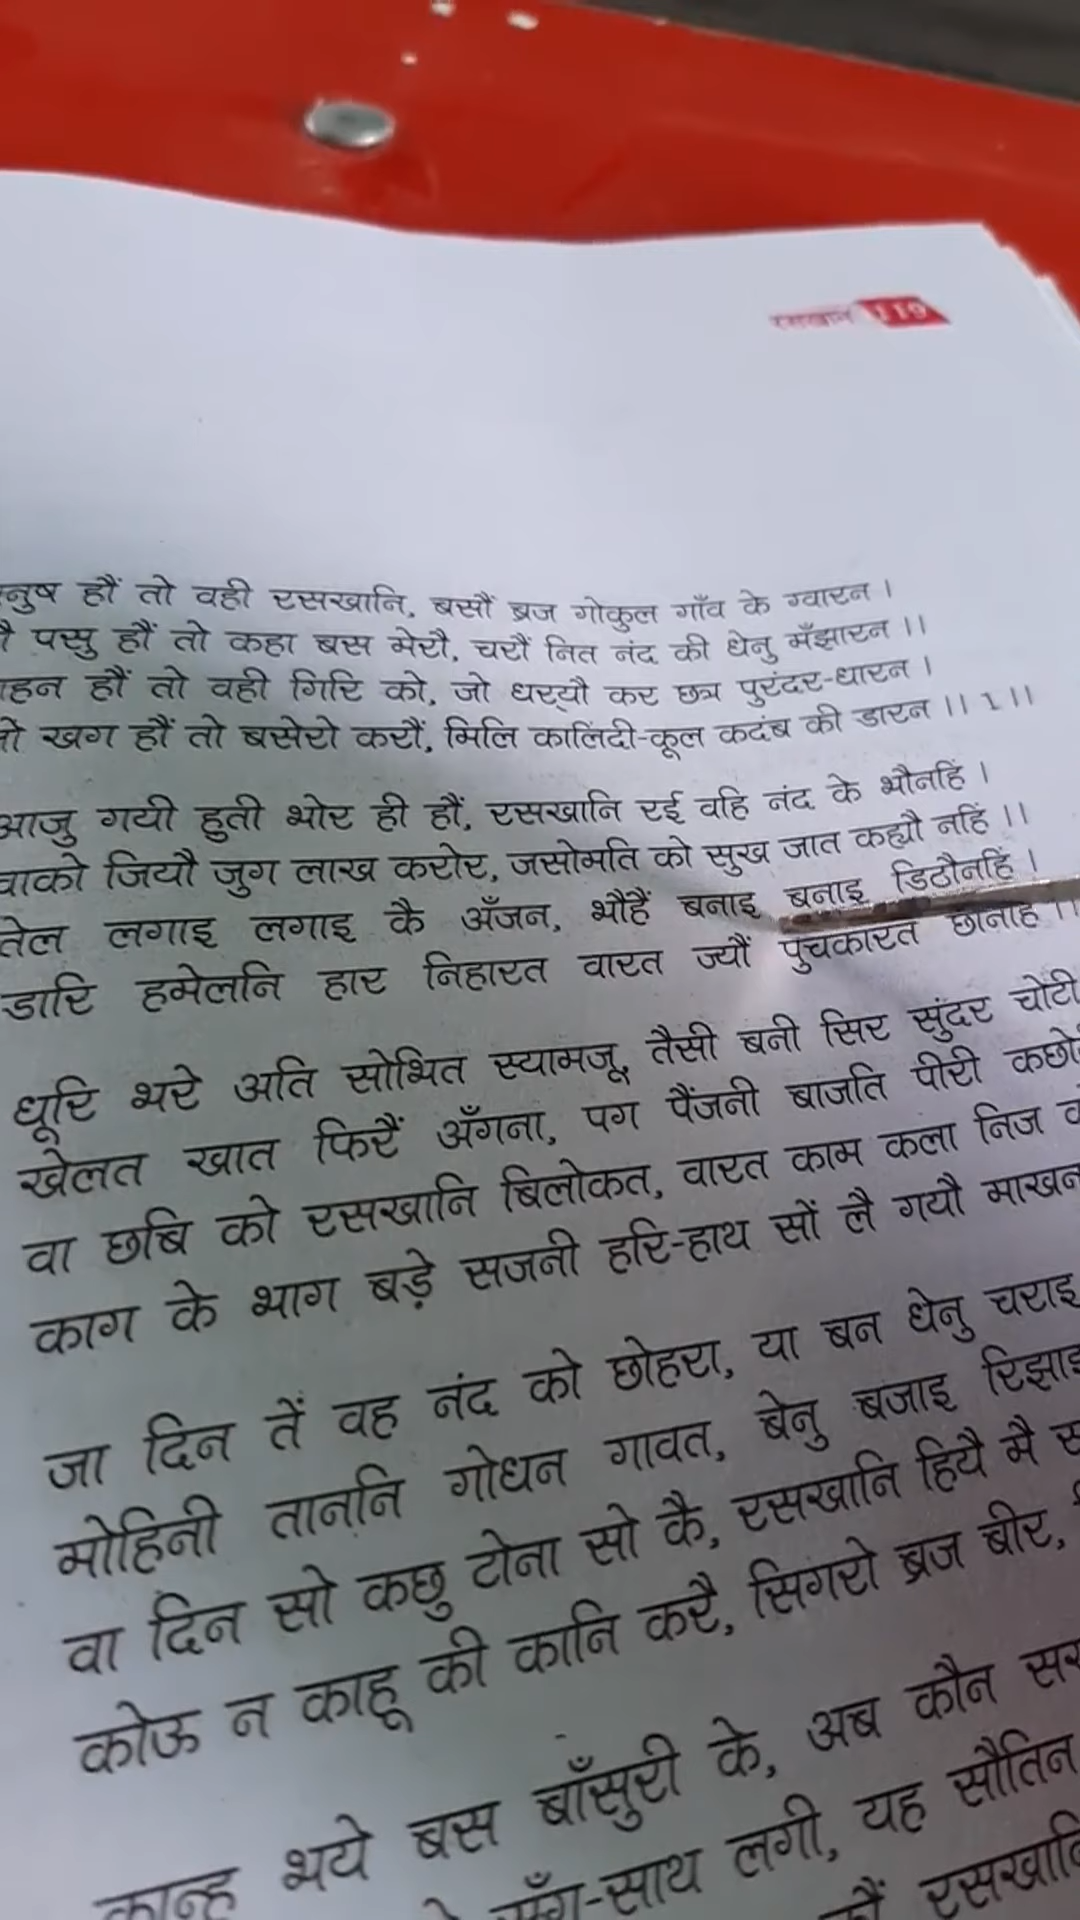 रसखान 119
हौं तो वही रसखानि, बसौं ब्रज गोकुल गाँव के ग्वारन ।
पसु हौं तो कहा बस मेरौ, चरौं नित नंद की धेनु मँझारन ।।
हौं तो वही गिरि को, जो धर्‌यौ कर छत्र पुरंदर-धारन ।
खग हौं तो बसेरो करौं, मिलि कालिंदी-कूल कदंब की डारन ।। 1 ।।
आजु गयी हुती भोर ही हौं, रसखानि रई वहि नंद के भौनहिं ।
वाको जियौ जुग लाख करोर, जसोमति को सुख जात कह्यौ नहिं ।।
तेल लगाइ लगाइ कै अँजन, भौहैं बनाइ बनाइ डिठौनहिं ।
डारि हमेलनि हार निहारत वारत ज्यौं पुचकारत छौनहिं ।।
धूरि भरे अति सोभित स्यामजू, तैसी बनी सिर सुंदर चोटी
खेलत खात फिरैं अँगना, पग पैंजनी बाजति पीरी
वा छबि को रसखानि बिलोकत, वारत काम कला निज
काग के भाग बड़े सजनी हरि-हाथ सों लै गयौ माखन
जा दिन तें वह नंद को छोहरा, या बन धेनु चराइ
मोहिनी ताननि गोधन गावत, बेनु बजाइ रिझाइ
वा दिन सो कछु टोना सो कै, रसखानि हियै मै
कोऊ न काहू की कानि करै, सिगरो ब्रज बीर,
कान्ह भये बस बाँसुरी के, अब कौन
लगी, यह सौतिन